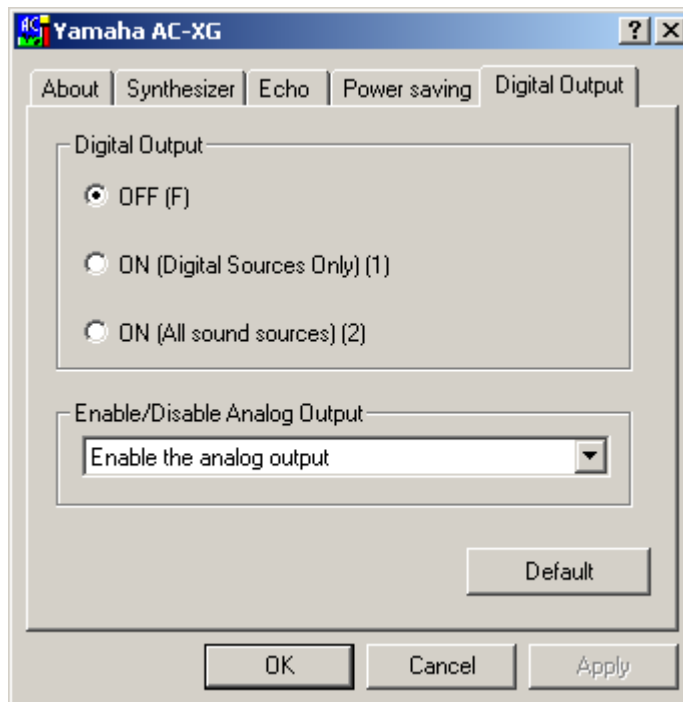 Yamaha AC-XG
About Synthesizer Echo Power saving Digital Output
Digital Output
OFF (F)
ON (Digital Sources Only) (1)
ON (All sound sources) (2)
Enable/Disable Analog Output
Enable the analog output
Default
OK Cancel Apply